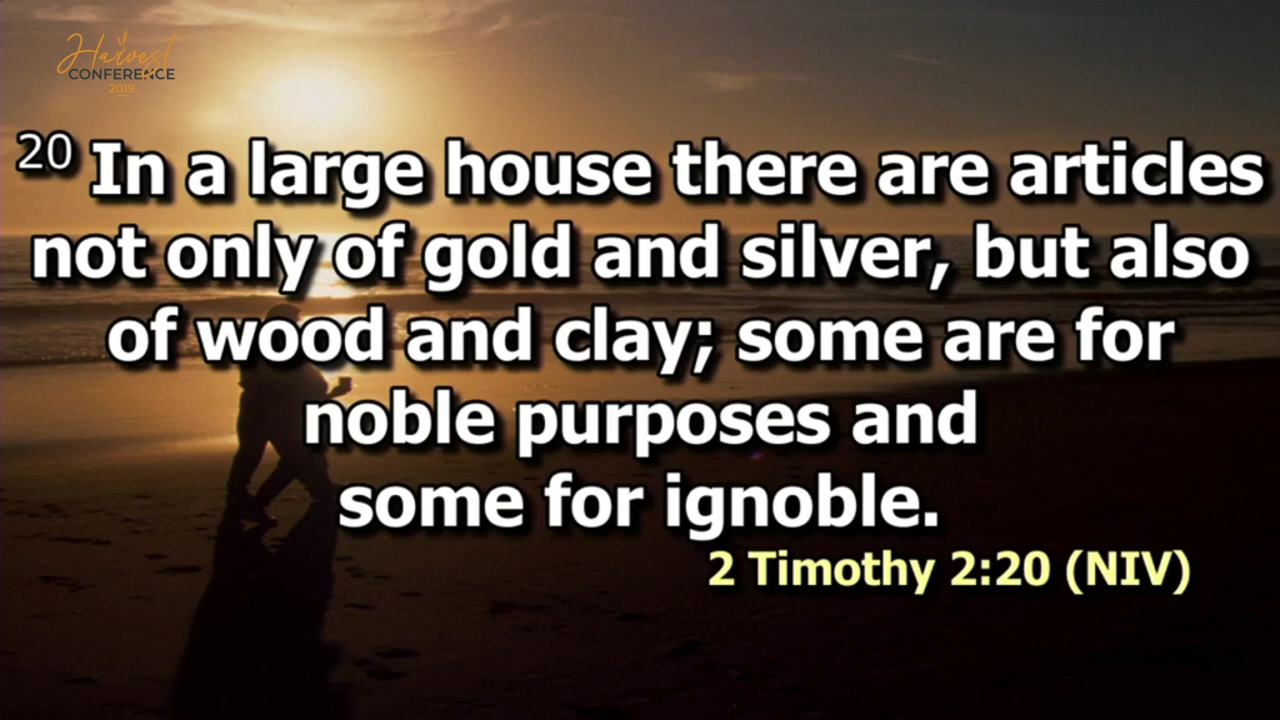 Harvest
CONFERENCE
2019
20 In a large house there are articles
not only of gold and silver, but also
of wood and clay; some are for
noble purposes and
some for ignoble.
2 Timothy 2:20 (NIV)